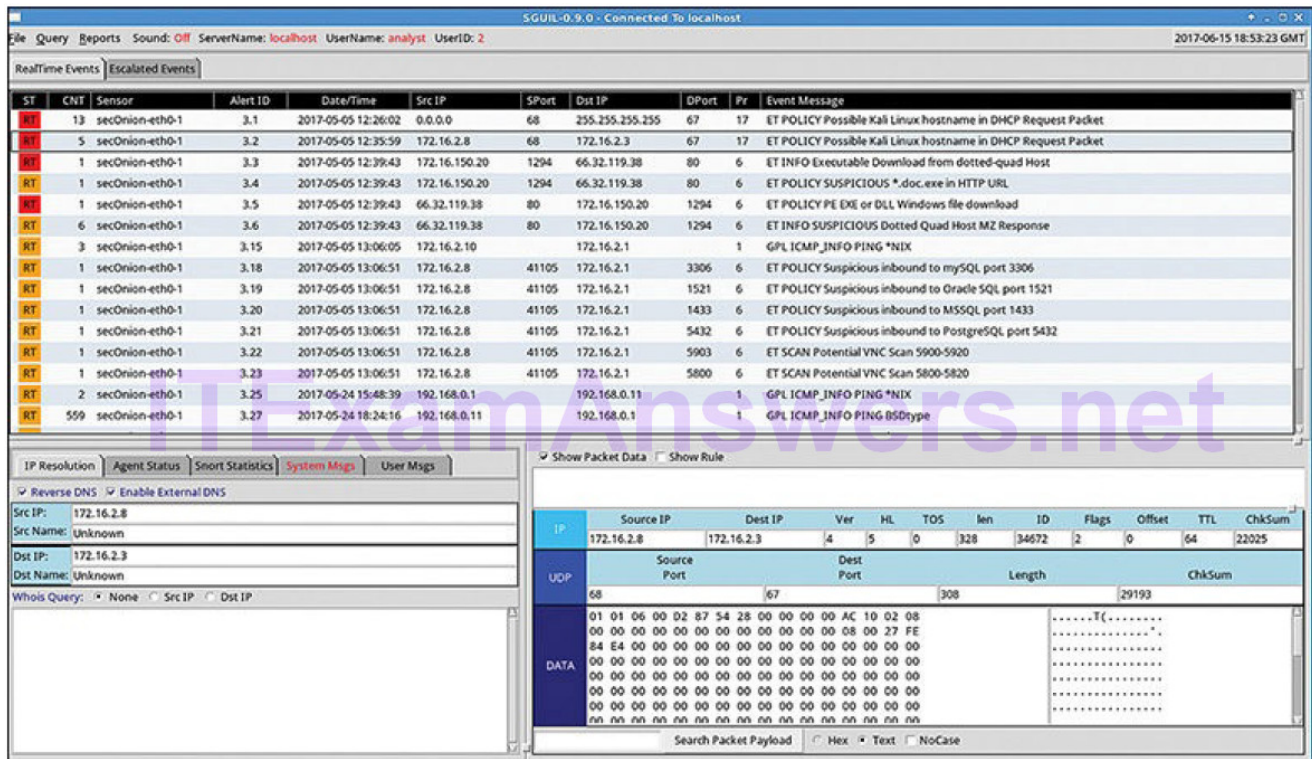 SGUIL-0.9.0 - Connected To localhost
File Query Reports Sound: Off ServerName: localhost UserName: analyst UserID: 2 2017-06-15 18:53:23 GMT
RealTime Events Escalated Events
ST CNT Sensor Alert ID Date/Time Src IP SPort Dst IP DPort Pr Event Message
RT 13 secOnion-eth0-1 3.1 2017-05-05 12:26:02 0.0.0.0 68 255.255.255.255 67 17 ET POLICY Possible Kali Linux hostname in DHCP Request Packet
RT 5 secOnion-eth0-1 3.2 2017-05-05 12:35:59 172.16.2.8 68 172.16.2.3 67 17 ET POLICY Possible Kali Linux hostname in DHCP Request Packet
RT 1 secOnion-eth0-1 3.3 2017-05-05 12:39:43 172.16.150.20 1294 66.32.119.38 80 6 ET INFO Executable Download from dotted-quad Host
RT 1 secOnion-eth0-1 3.4 2017-05-05 12:39:43 172.16.150.20 1294 66.32.119.38 80 6 ET POLICY SUSPICIOUS *.doc.exe in HTTP URL
RT 1 secOnion-eth0-1 3.5 2017-05-05 12:39:43 66.32.119.38 80 172.16.150.20 1294 6 ET POLICY PE EXE or DLL Windows file download
RT 6 secOnion-eth0-1 3.6 2017-05-05 12:39:43 66.32.119.38 80 172.16.150.20 1294 6 ET INFO SUSPICIOUS Dotted Quad Host MZ Response
RT 3 secOnion-eth0-1 3.15 2017-05-05 13:06:05 172.16.2.10 172.16.2.1 1 GPL ICMP_INFO PING *NIX
RT 1 secOnion-eth0-1 3.18 2017-05-05 13:06:51 172.16.2.8 41105 172.16.2.1 3306 6 ET POLICY Suspicious inbound to mySQL port 3306
RT 1 secOnion-eth0-1 3.19 2017-05-05 13:06:51 172.16.2.8 41105 172.16.2.1 1521 6 ET POLICY Suspicious inbound to Oracle SQL port 1521
RT 1 secOnion-eth0-1 3.20 2017-05-05 13:06:51 172.16.2.8 41105 172.16.2.1 1433 6 ET POLICY Suspicious inbound to MSSQL port 1433
RT 1 secOnion-eth0-1 3.21 2017-05-05 13:06:51 172.16.2.8 41105 172.16.2.1 5432 6 ET POLICY Suspicious inbound to PostgreSQL port 5432
RT 1 secOnion-eth0-1 3.22 2017-05-05 13:06:51 172.16.2.8 41105 172.16.2.1 5903 6 ET SCAN Potential VNC Scan 5900-5920
RT 1 secOnion-eth0-1 3.23 2017-05-05 13:06:51 172.16.2.8 41105 172.16.2.1 5800 6 ET SCAN Potential VNC Scan 5800-5820
RT 2 secOnion-eth0-1 3.25 2017-05-24 15:48:39 192.168.0.1 192.168.0.11 1 GPL ICMP_INFO PING *NIX
RT 559 secOnion-eth0-1 3.27 2017-05-24 18:24:16 192.168.0.11 192.168.0.1 1 GPL ICMP_INFO PING BSDtype
ITExamAnswers.net
IP Resolution Agent Status Snort Statistics System Msgs User Msgs
Reverse DNS Enable External DNS
Src IP: 172.16.2.8
Src Name: Unknown
Dst IP: 172.16.2.3
Dst Name: Unknown
Whois Query: None Src IP Dst IP
Show Packet Data Show Rule
IP Source IP Dest IP Ver HL TOS len ID Flags Offset TTL ChkSum
172.16.2.8 172.16.2.3 4 5 0 328 34672 2 0 64 22025
UDP Source Port Dest Port Length ChkSum
68 67 308 29193
DATA
01 01 06 00 02 87 54 28 00 00 00 00 AC 10 02 08 ......T(........
00 00 00 00 00 00 00 00 00 00 00 00 08 00 27 FE ..............'.
84 E4 00 00 00 00 00 00 00 00 00 00 00 00 00 00 ................
00 00 00 00 00 00 00 00 00 00 00 00 00 00 00 00 ................
00 00 00 00 00 00 00 00 00 00 00 00 00 00 00 00 ................
00 00 00 00 00 00 00 00 00 00 00 00 00 00 00 00 ................
00 00 00 00 00 00 00 00 00 00 00 00 00 00 00 00 ................
00 00 00 00 00 00 00 00 00 00 00 00 00 00 00 00
Search Packet Payload Hex Text NoCase